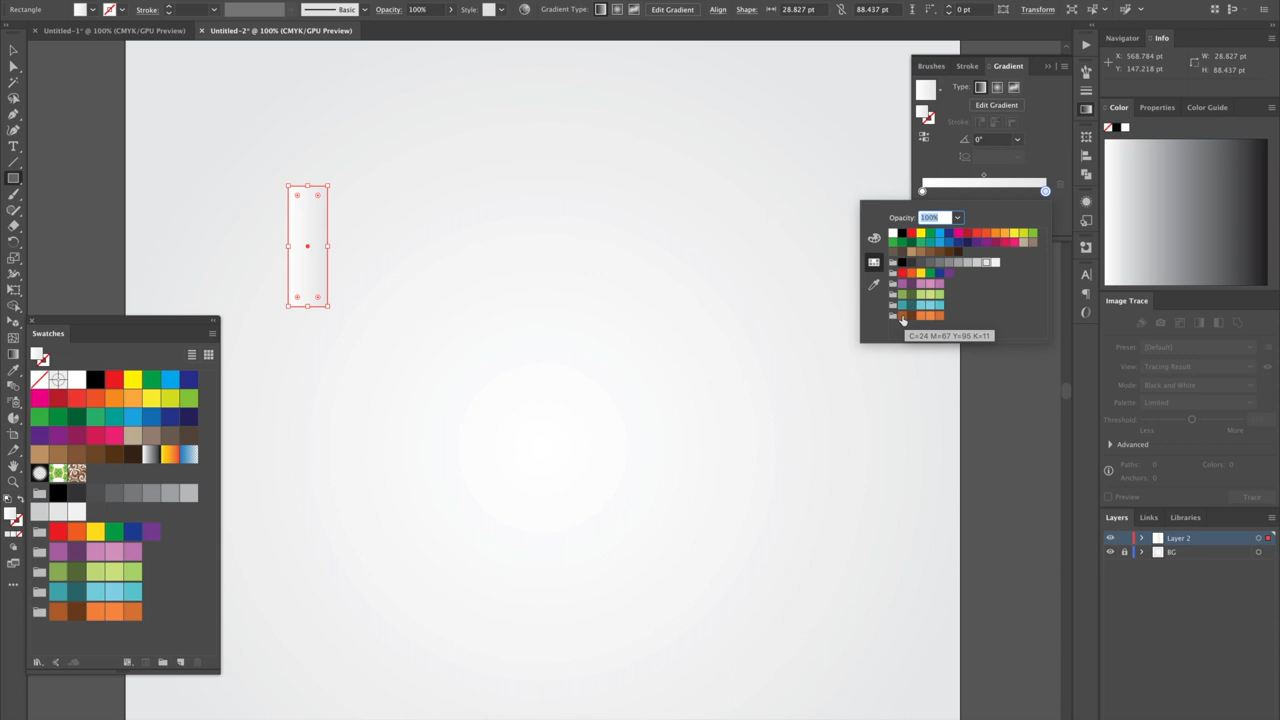 Rectangle Stroke: Basic Opacity: 100% Style: Gradient Type: Edit Gradient Align Shape: 28.827 pt 88.437 pt 0 pt Transform
Untitled-1* @ 100% (CMYK/GPU Preview) Untitled-2* @ 100% (CMYK/GPU Preview)
Navigator Info
X: 568.784 pt W: 28.827 pt
Y: 147.218 pt H: 88.437 pt
Brushes Stroke Gradient
Type:
Edit Gradient
Stroke:
0°
Opacity: 100%
C=24 M=67 Y=95 K=11
Color Properties Color Guide
Image Trace
Preset: [Default]
View: Tracing Result
Mode: Black and White
Palette: Limited
Threshold:
Less More
Advanced
Paths: 0 Colors: 0
Anchors: 0
Preview Trace
Layers Links Libraries
Layer 2
BG
Swatches